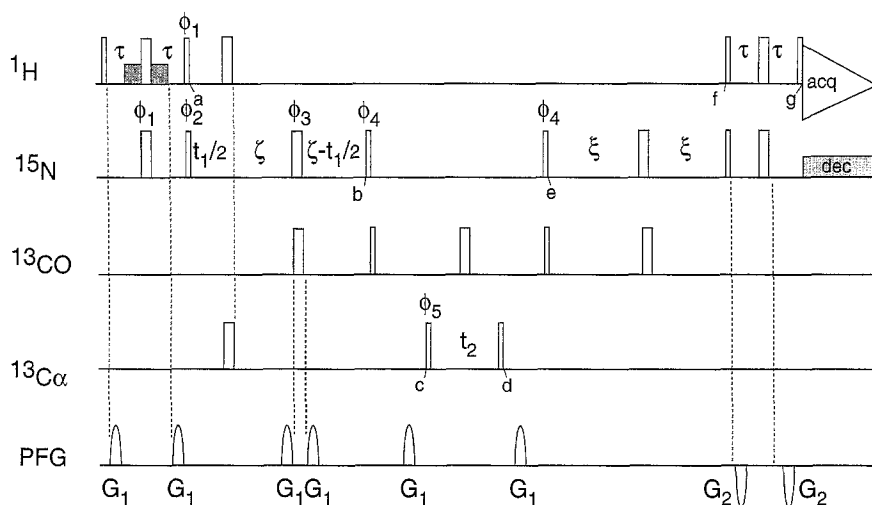 ϕ1
1H τ τ τ τ acq
a f g
ϕ1 ϕ2 ϕ3 ϕ4 ϕ4
15N t1/2 ζ ζ-t1/2 ξ ξ dec
b e
13CO
ϕ5
13Cα t2
c d
PFG
G1 G1 G1 G1 G1 G1 G2 G2